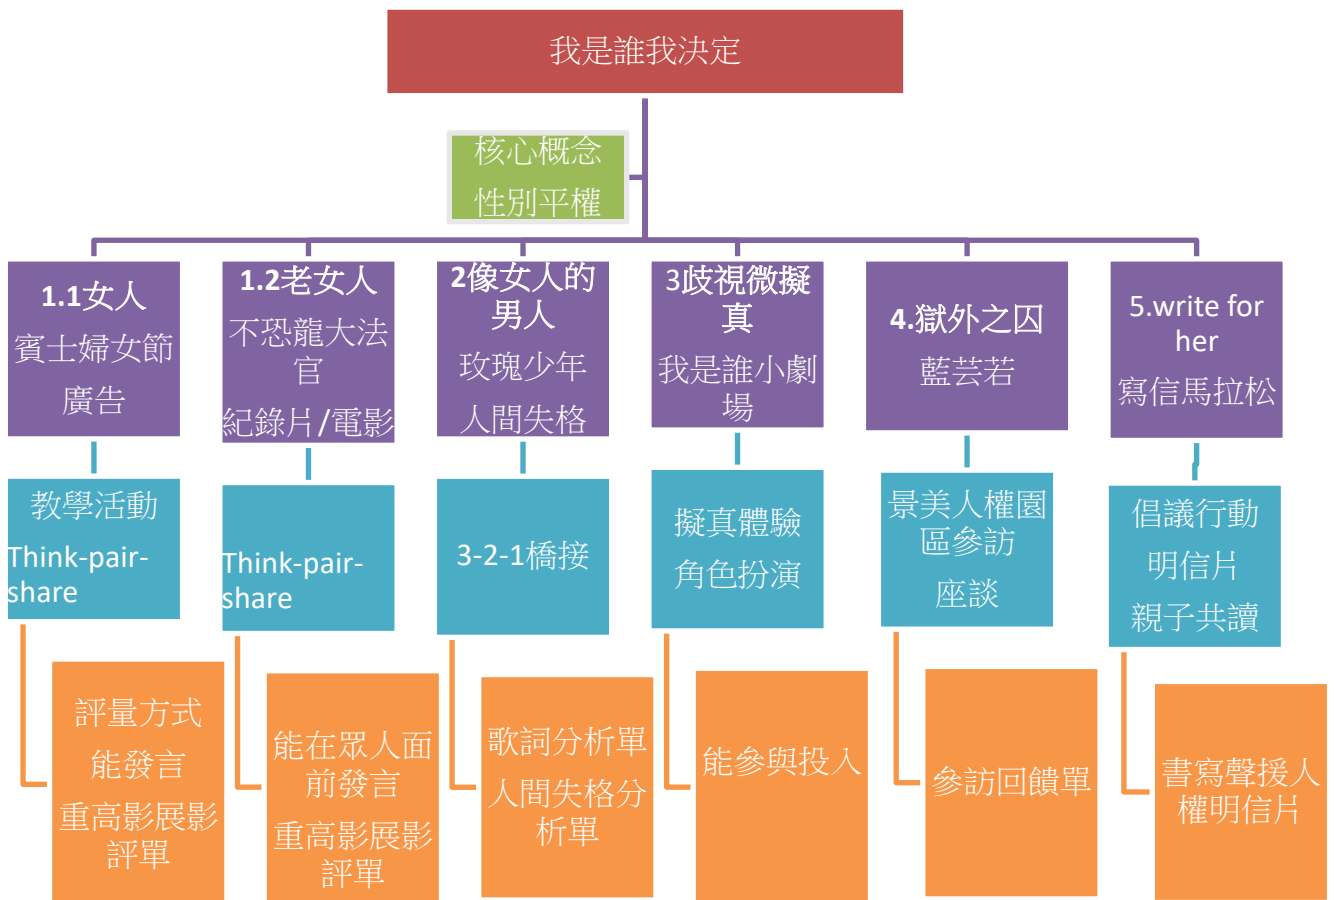 我是誰我決定
核心概念
性別平權
1.1女人
賓士婦女節
廣告
1.2老女人
不恐龍大法
官
紀錄片/電影
2像女人的
男人
玫瑰少年
人間失格
3歧視微擬
真
我是誰小劇
場
4.獄外之囚
藍芸若
5.write for
her
寫信馬拉松
教學活動
Think-pair-
share
Think-pair-
share
3-2-1橋接
擬真體驗
角色扮演
景美人權園
區參訪
座談
倡議行動
明信片
親子共讀
評量方式
能發言
重高影展影
評單
能在眾人面
前發言
重高影展影
評單
歌詞分析單
人間失格分
析單
能參與投入
參訪回饋單
書寫聲援人
權明信片